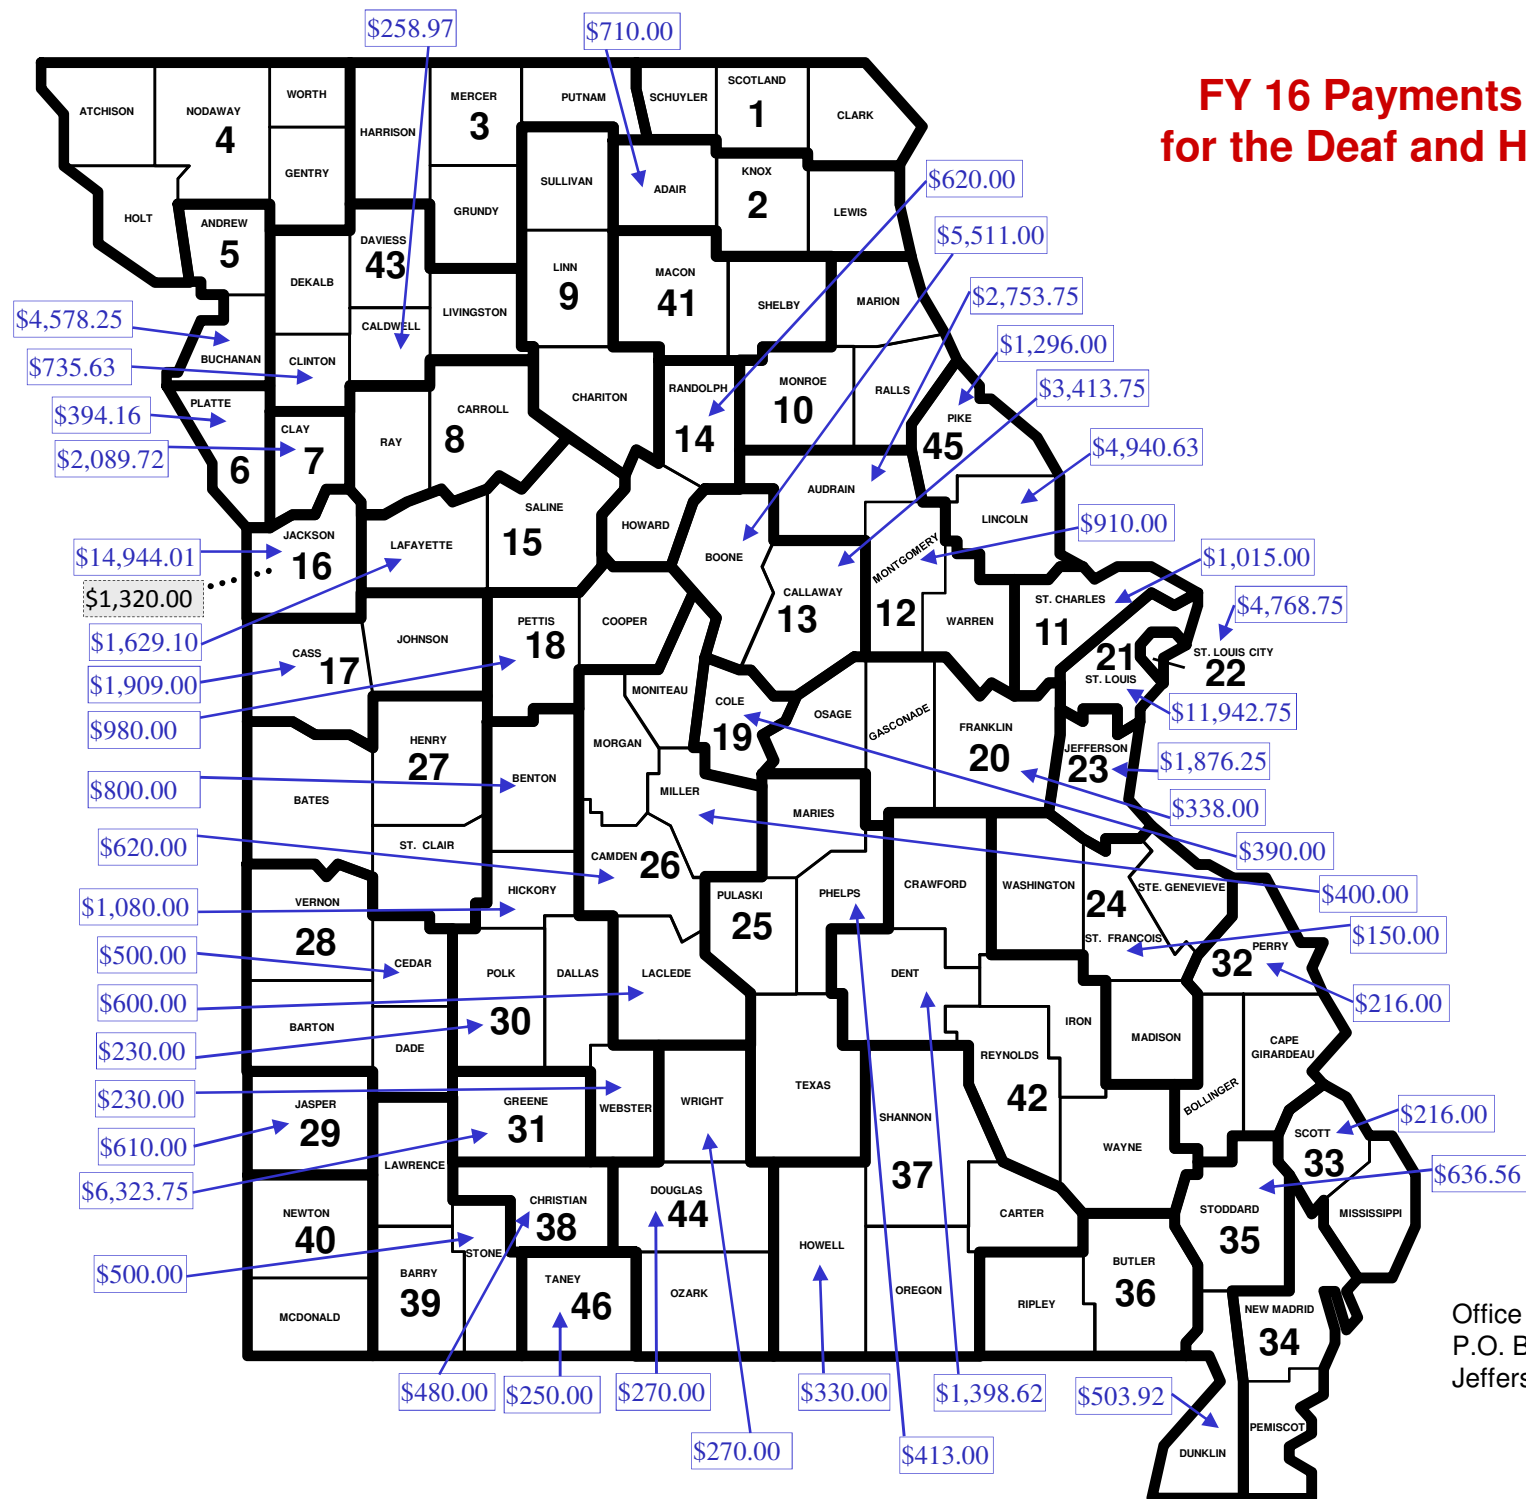 $258.97
$710.00
FY 16 Payments
for the Deaf and H
ATCHISON
NODAWAY
4
WORTH
GENTRY
HARRISON
MERCER
3
PUTNAM
SCHUYLER
SCOTLAND
1
CLARK
HOLT
ANDREW
5
DEKALB
DAVIESS
43
GRUNDY
SULLIVAN
ADAIR
KNOX
2
LEWIS
$620.00
$5,511.00
$2,753.75
$1,296.00
$3,413.75
LINN
9
MACON
41
SHELBY
MARION
LIVINGSTON
CALDWELL
CLINTON
BUCHANAN
$4,578.25
$735.63
$394.16
$2,089.72
PLATTE
6
CLAY
7
RAY
CARROLL
8
CHARITON
RANDOLPH
14
MONROE
10
RALLS
PIKE
45
$4,940.63
AUDRAIN
LINCOLN
$910.00
$1,015.00
$4,768.75
JACKSON
16
LAFAYETTE
SALINE
15
HOWARD
BOONE
CALLAWAY
13
MONTGOMERY
12
WARREN
ST. CHARLES
11
21
ST. LOUIS
ST. LOUIS CITY
22
$14,944.01
$1,320.00
$1,629.10
$1,909.00
$980.00
CASS
17
JOHNSON
PETTIS
18
COOPER
MONITEAU
COLE
19
OSAGE
GASCONADE
FRANKLIN
20
JEFFERSON
23
$11,942.75
$1,876.25
$338.00
$390.00
$400.00
$150.00
$216.00
HENRY
27
BENTON
MORGAN
MILLER
MARIES
BATES
ST. CLAIR
CAMDEN
26
$800.00
$620.00
$1,080.00
$500.00
$600.00
$230.00
$230.00
$610.00
$6,323.75
$500.00
HICKORY
PULASKI
25
PHELPS
CRAWFORD
WASHINGTON
24
STE. GENEVIEVE
ST. FRANCOIS
32
PERRY
VERNON
28
CEDAR
POLK
30
DALLAS
LACLEDE
DENT
IRON
MADISON
CAPE
GIRARDEAU
BARTON
DADE
REYNOLDS
42
BOLLINGER
JASPER
29
GREENE
31
WEBSTER
WRIGHT
TEXAS
SHANNON
37
WAYNE
SCOTT
33
$216.00
$636.56
LAWRENCE
NEWTON
40
CHRISTIAN
38
DOUGLAS
44
CARTER
STODDARD
35
MISSISSIPPI
STONE
BARRY
39
TANEY
46
OZARK
HOWELL
OREGON
RIPLEY
BUTLER
36
MCDONALD
NEW MADRID
34
DUNKLIN
PEMISCOT
$480.00
$250.00
$270.00
$270.00
$330.00
$413.00
$1,398.62
$503.92
Office
P.O. B
Jeffers